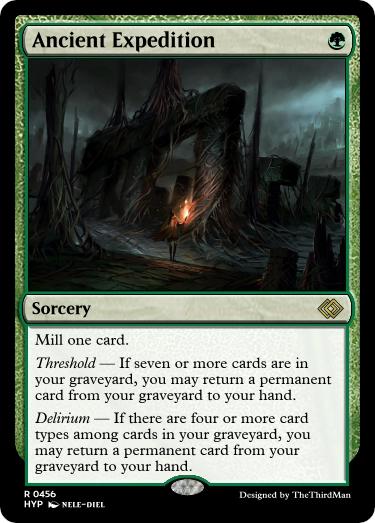 Ancient Expedition
Sorcery
Mill one card.
Threshold — If seven or more cards are in
your graveyard, you may return a permanent
card from your graveyard to your hand.
Delirium — If there are four or more card
types among cards in your graveyard, you
may return a permanent card from your
graveyard to your hand.
R 0456
HYP NELE-DIEL
Designed by TheThirdMan